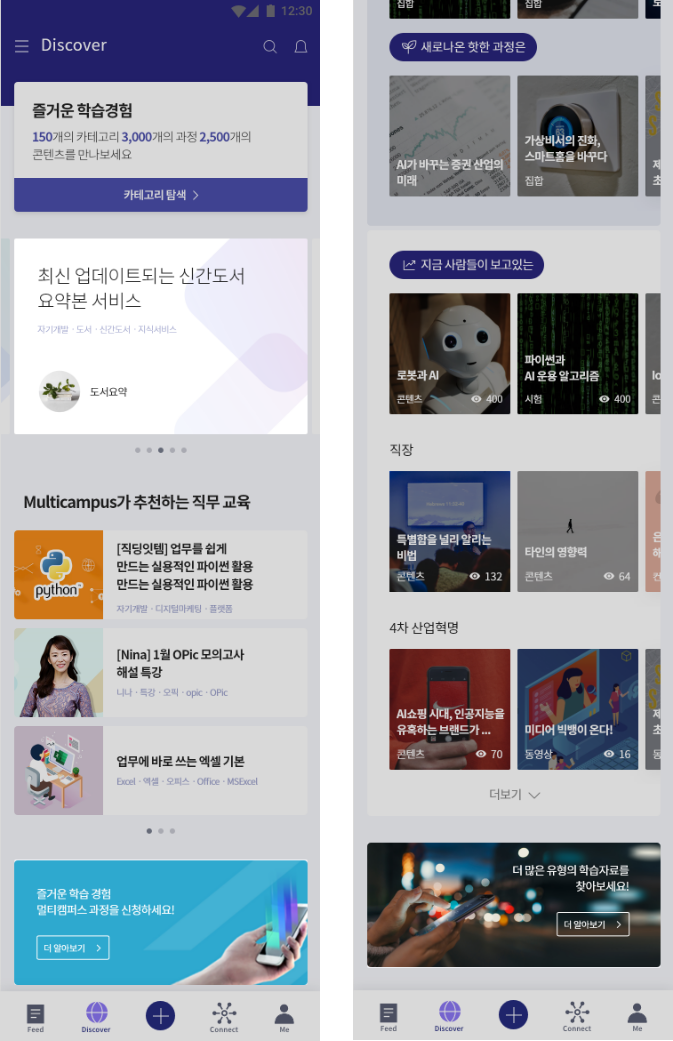 12:30
Discover
즐거운 학습경험
150개의 카테고리 3,000개의 과정 2,500개의
콘텐츠를 만나보세요
카테고리 탐색
최신 업데이트되는 신간도서
요약본 서비스
자기개발 · 도서 · 신간도서 · 지식서비스
도서요약
Multicampus가 추천하는 직무 교육
python
[직딩잇템] 업무를 쉽게
만드는 실용적인 파이썬 활용
만드는 실용적인 파이썬 활용
자기개발 · 디지털마케팅 · 플랫폼
[Nina] 1월 OPic 모의고사
해설 특강
나나 · 특강 · 오픽 · opic · OPic
업무에 바로 쓰는 엑셀 기본
Excel · 엑셀 · 오피스 · Office · MSExcel
즐거운 학습 경험
멀티캠퍼스 과정을 신청하세요!
더 알아보기
Feed
Discover
Connect
Me
집합
집합
새로나온 핫한 과정은
AI가 바꾸는 증권 산업의
미래
집합
가상비서의 진화,
스마트홈을 바꾸다
집합
지금 사람들이 보고있는
로봇과 AI
콘텐츠
400
파이썬과
AI 운용 알고리즘
시험
400
직장
특별함을 널리 알리는
비법
콘텐츠
132
타인의 영향력
콘텐츠
64
4차 산업혁명
AI쇼핑 시대, 인공지능을
유혹하는 브랜드가 ...
콘텐츠
70
미디어 빅뱅이 온다!
동영상
16
더보기
더 많은 유형의 학습자료를
찾아보세요!
더 알아보기
Feed
Discover
Connect
Me